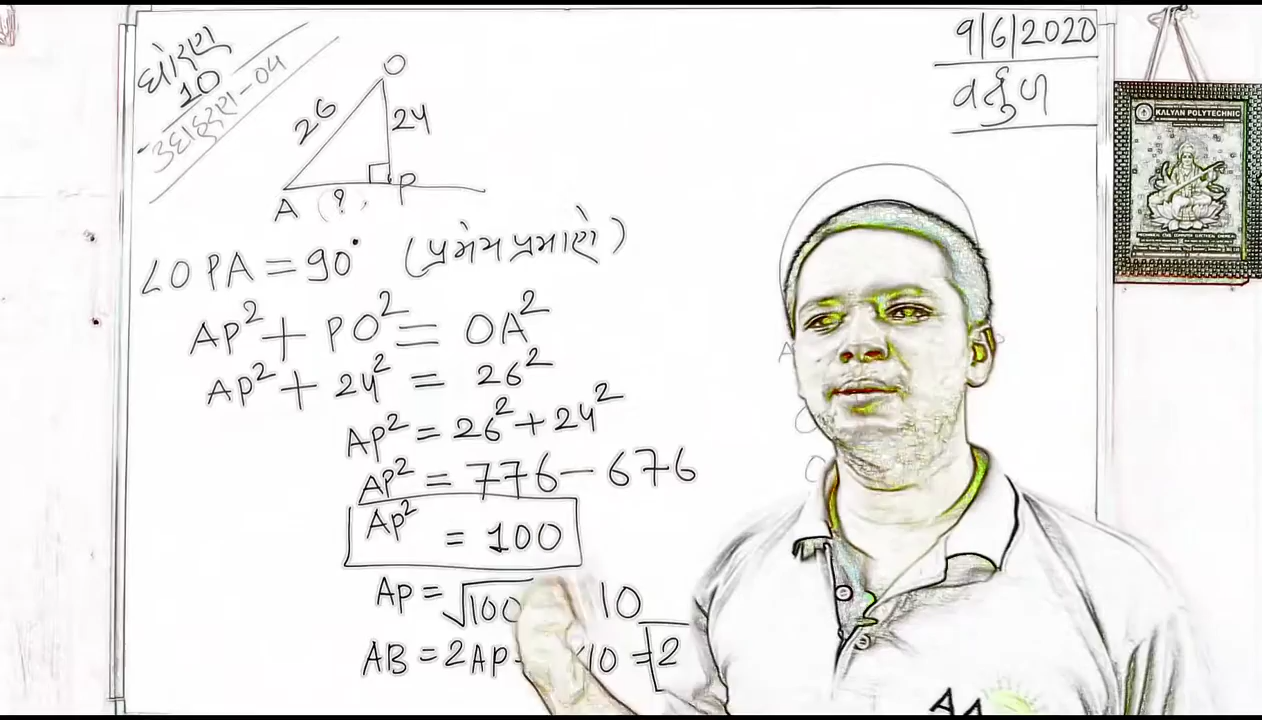 ધોરણ
10
ઉદાહરણ-04
9/6/2020
વર્તુળ
O
26
24
A (?) P
KALYAN POLYTECHNIC
∠OPA = 90° (પ્રમેય પ્રમાણે)
AP² + PO² = OA²
AP² + 24² = 26²
AP² = 26² + 24²
AP² = 776 - 676
AP² = 100
AP = √100 10
AB = 2AP 10 = 2